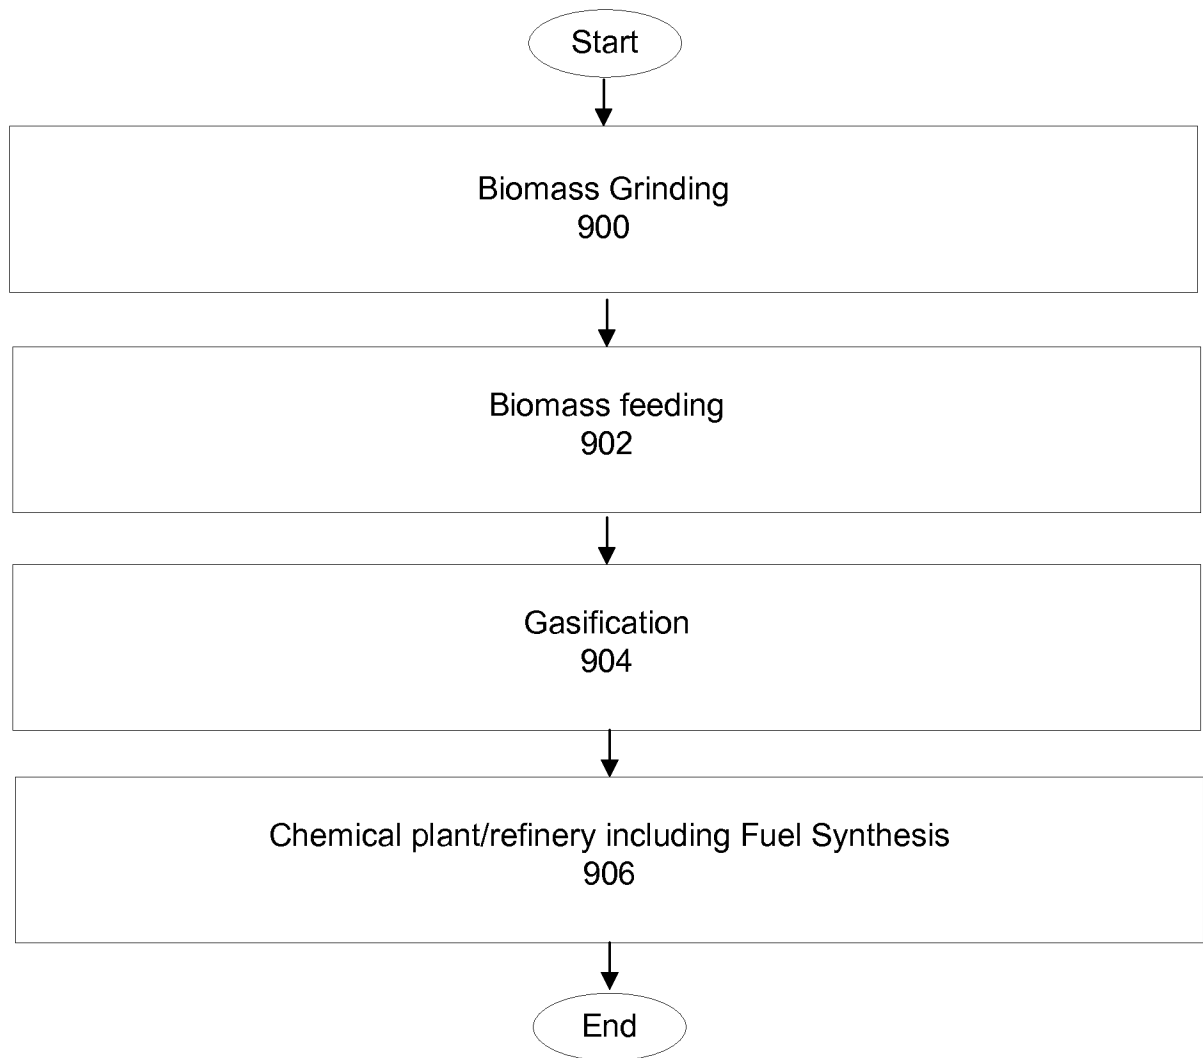 Start
Biomass Grinding
900
Biomass feeding
902
Gasification
904
Chemical plant/refinery including Fuel Synthesis
906
End